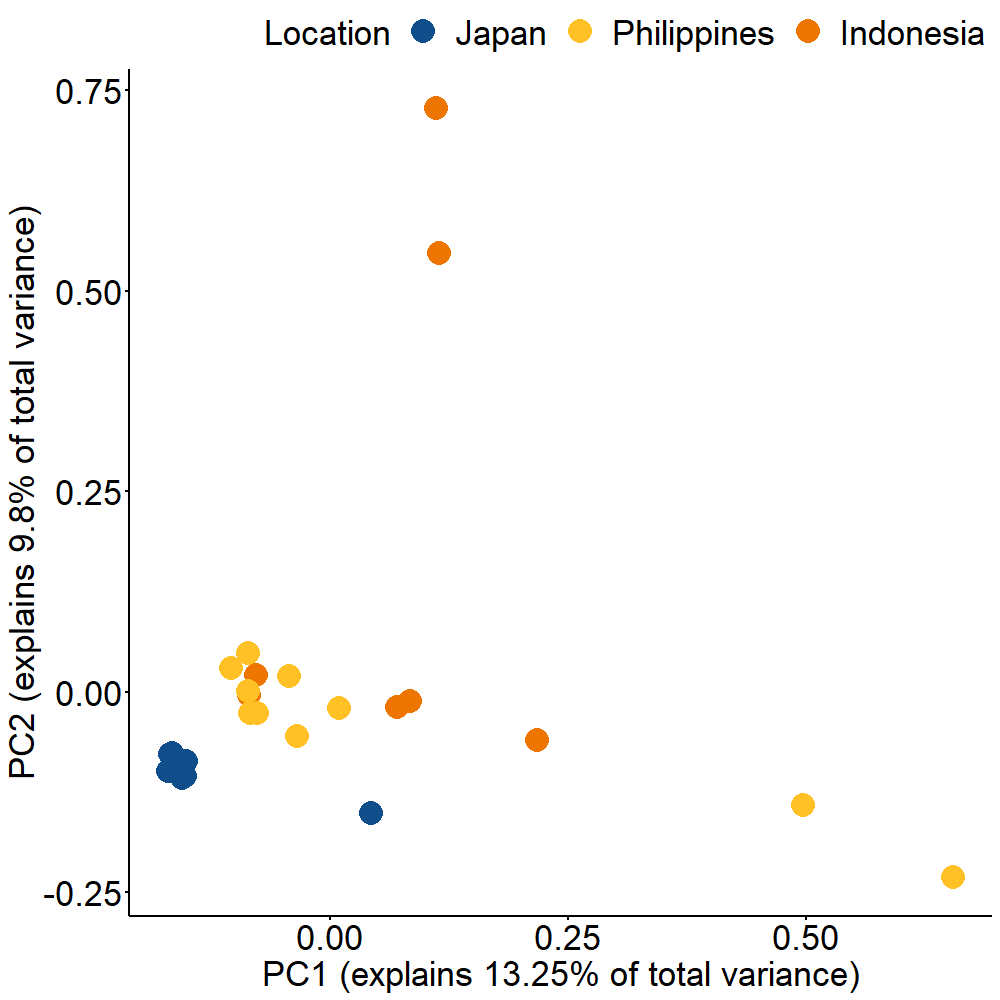 Location Japan Philippines Indonesia
PC2 (explains 9.8% of total variance)
0.75
0.50
0.25
0.00
-0.25
0.00 0.25 0.50
PC1 (explains 13.25% of total variance)